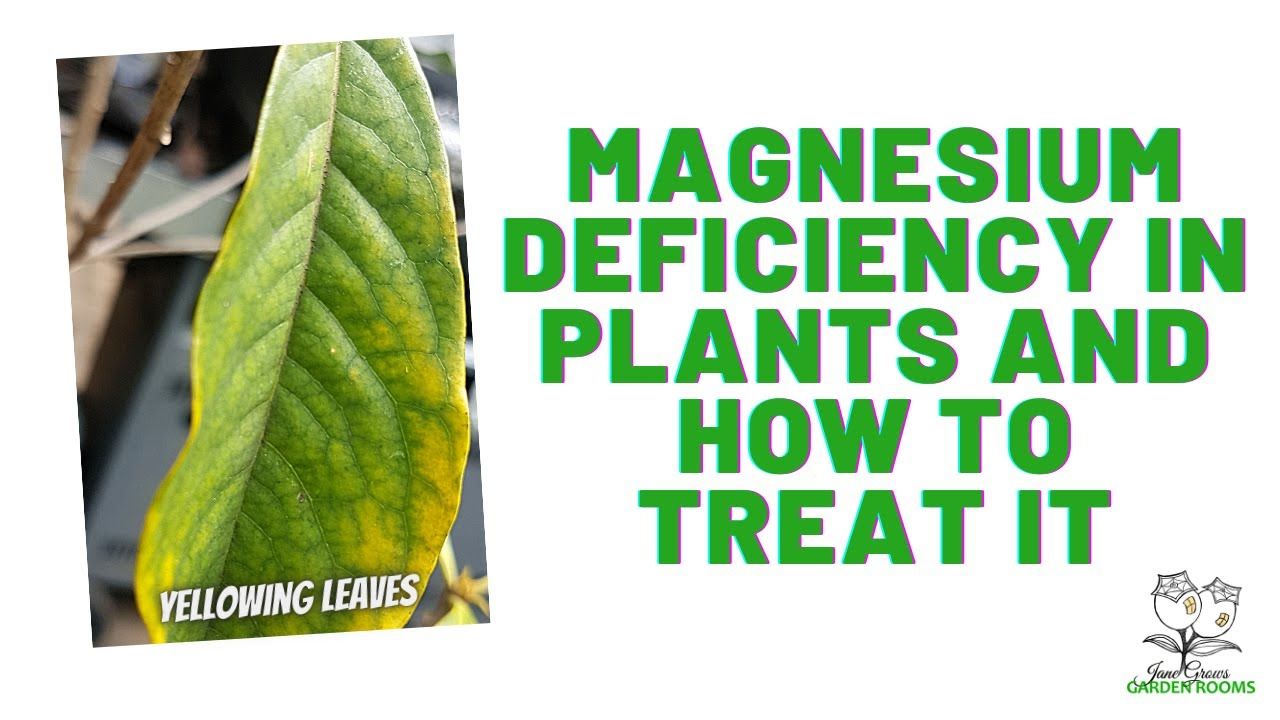 MAGNESIUM
DEFICIENCY IN
PLANTS AND
HOW TO
TREAT IT
YELLOWING LEAVES
Jane Grows
GARDEN ROOMS